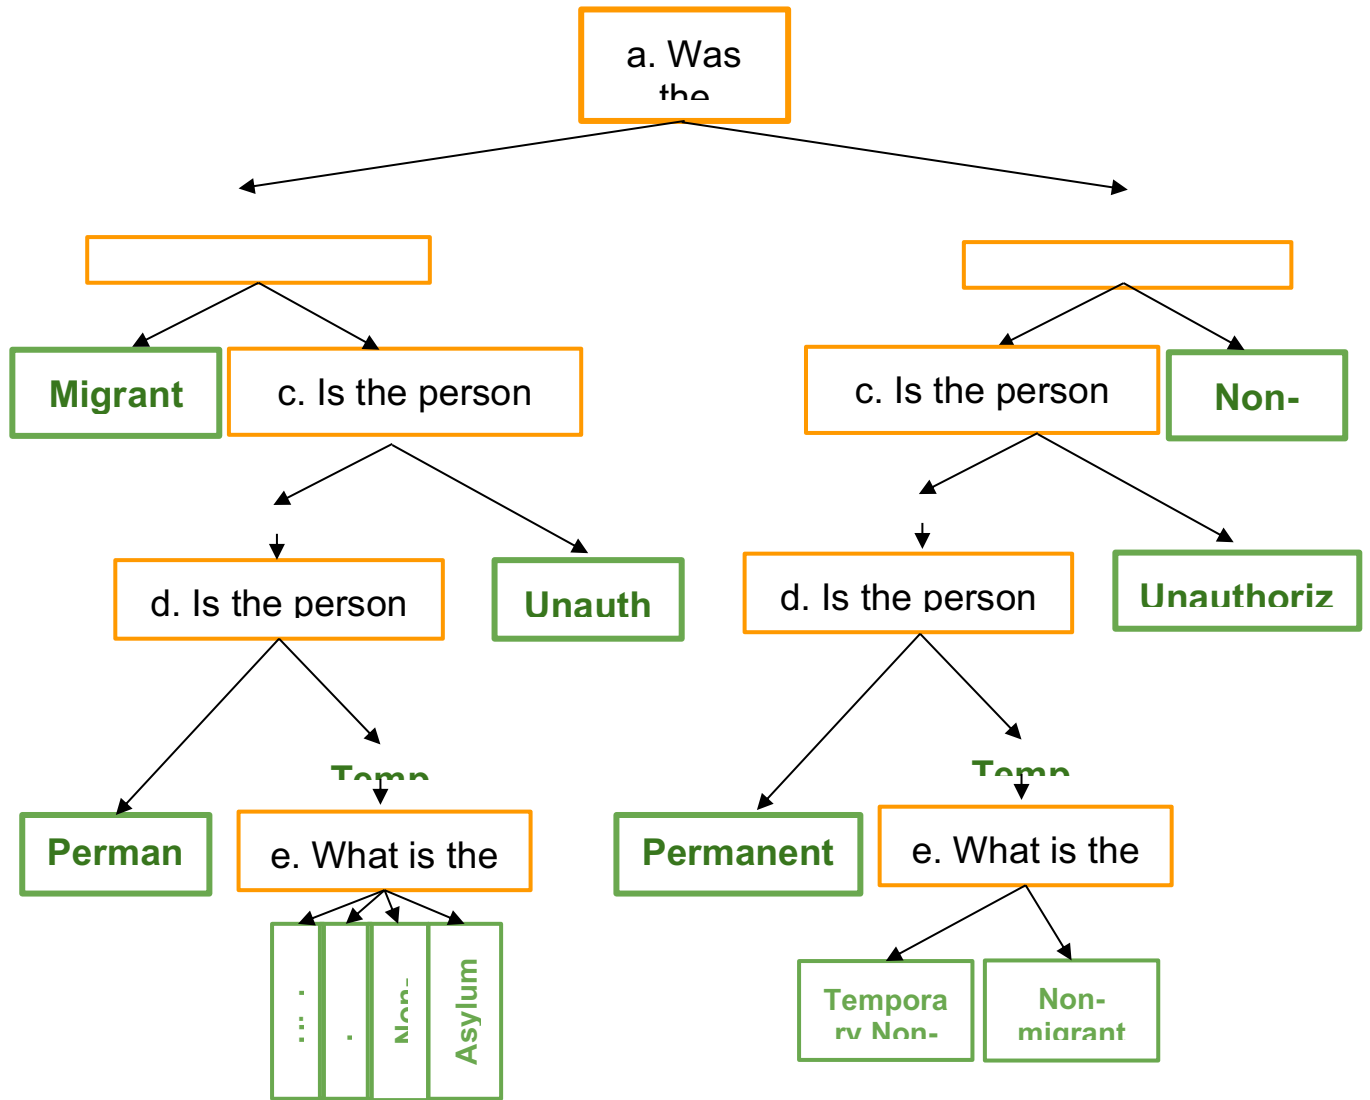 a. Was
the
Migrant
c. Is the person
c. Is the person
Non-
d. Is the person
Unauth
d. Is the person
Unauthoriz
Temp
Temp
Perman
e. What is the
Permanent
e. What is the
Non-
Asylum
Tempora
ry Non-
Non-
migrant